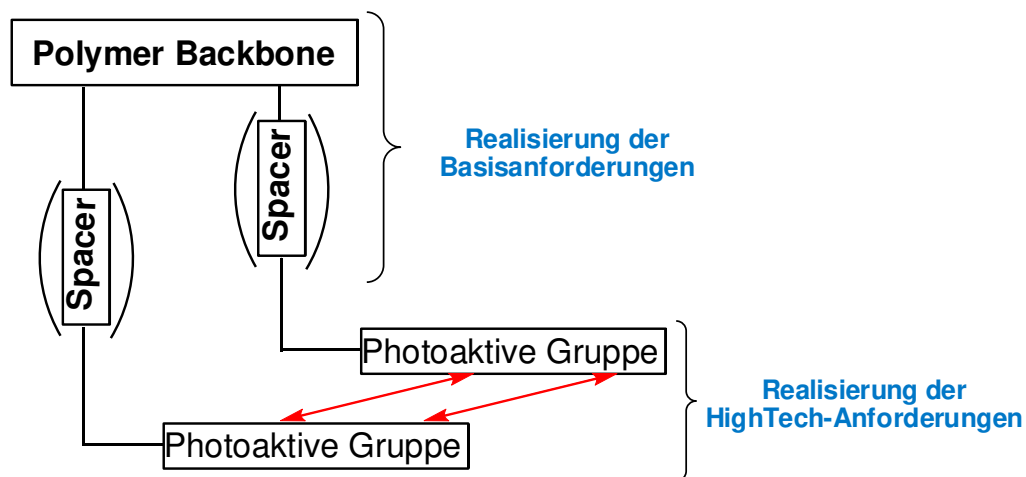 Polymer Backbone
Spacer
Spacer
Realisierung der
Basisanforderungen
Photoaktive Gruppe
Photoaktive Gruppe
Realisierung der
HighTech-Anforderungen